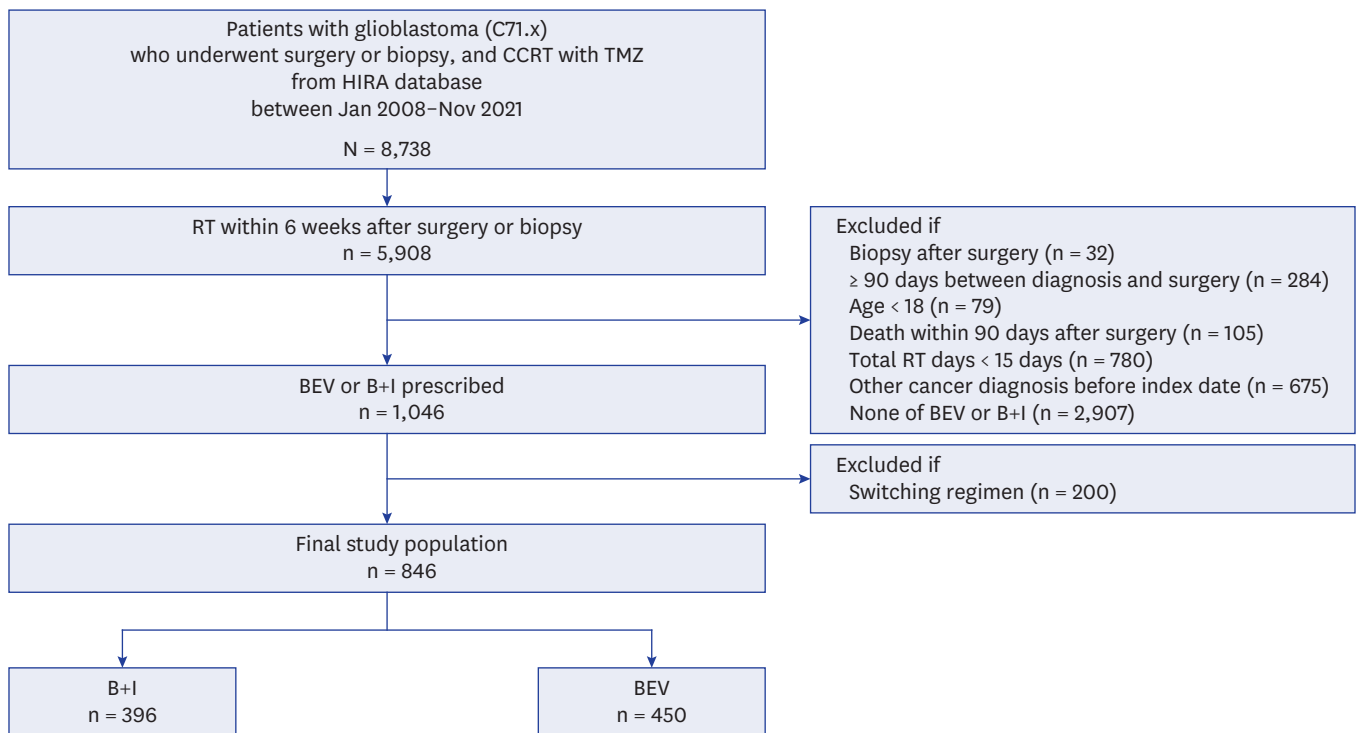 Patients with glioblastoma (C71.x)
who underwent surgery or biopsy, and CCRT with TMZ
from HIRA database
between Jan 2008–Nov 2021
N = 8,738
RT within 6 weeks after surgery or biopsy
n = 5,908
Excluded if
Biopsy after surgery (n = 32)
≥ 90 days between diagnosis and surgery (n = 284)
Age < 18 (n = 79)
Death within 90 days after surgery (n = 105)
Total RT days < 15 days (n = 780)
Other cancer diagnosis before index date (n = 675)
None of BEV or B+I (n = 2,907)
BEV or B+I prescribed
n = 1,046
Excluded if
Switching regimen (n = 200)
Final study population
n = 846
B+I
n = 396
BEV
n = 450